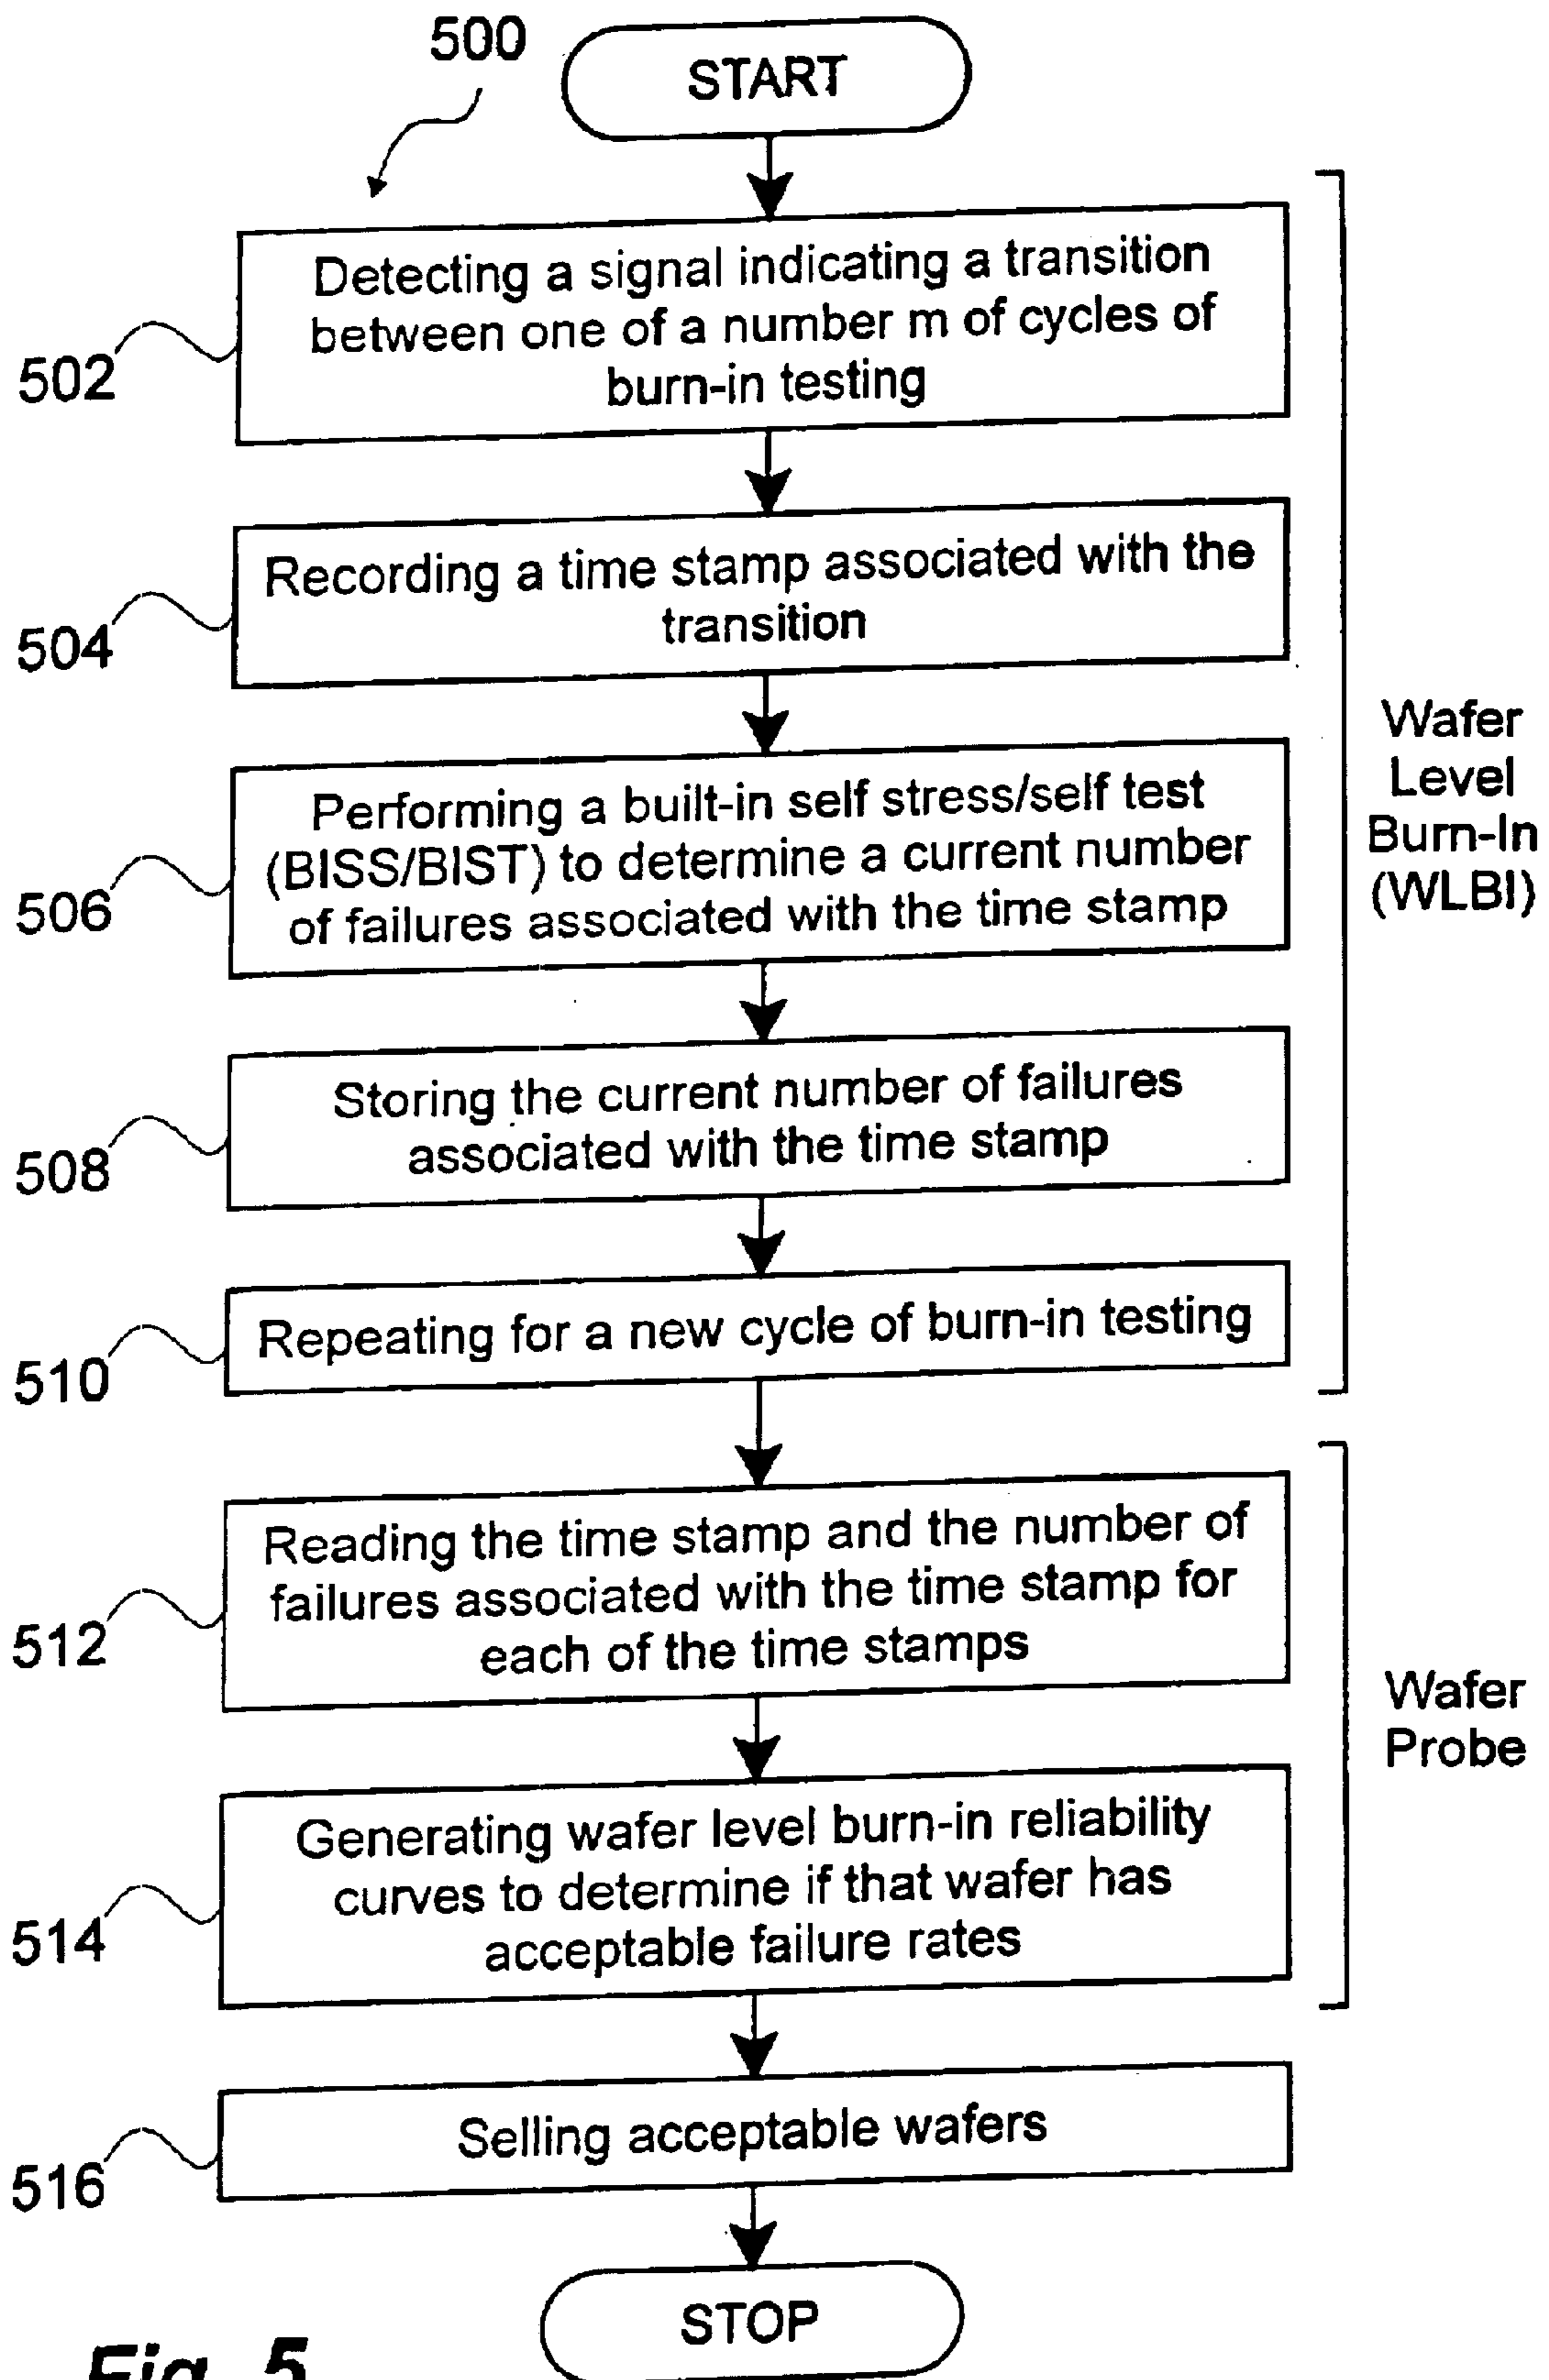 500
START
Detecting a signal indicating a transition
between one of a number m of cycles of
burn-in testing
502
Recording a time stamp associated with the
transition
504
Performing a built-in self stress/self test
(BISS/BIST) to determine a current number
of failures associated with the time stamp
506
Storing the current number of failures
associated with the time stamp
508
Repeating for a new cycle of burn-in testing
510
Wafer
Level
Burn-In
(WLBI)
Reading the time stamp and the number of
failures associated with the time stamp for
each of the time stamps
512
Generating wafer level burn-in reliability
curves to determine if that wafer has
acceptable failure rates
514
Wafer
Probe
Selling acceptable wafers
516
STOP
Fig. 5